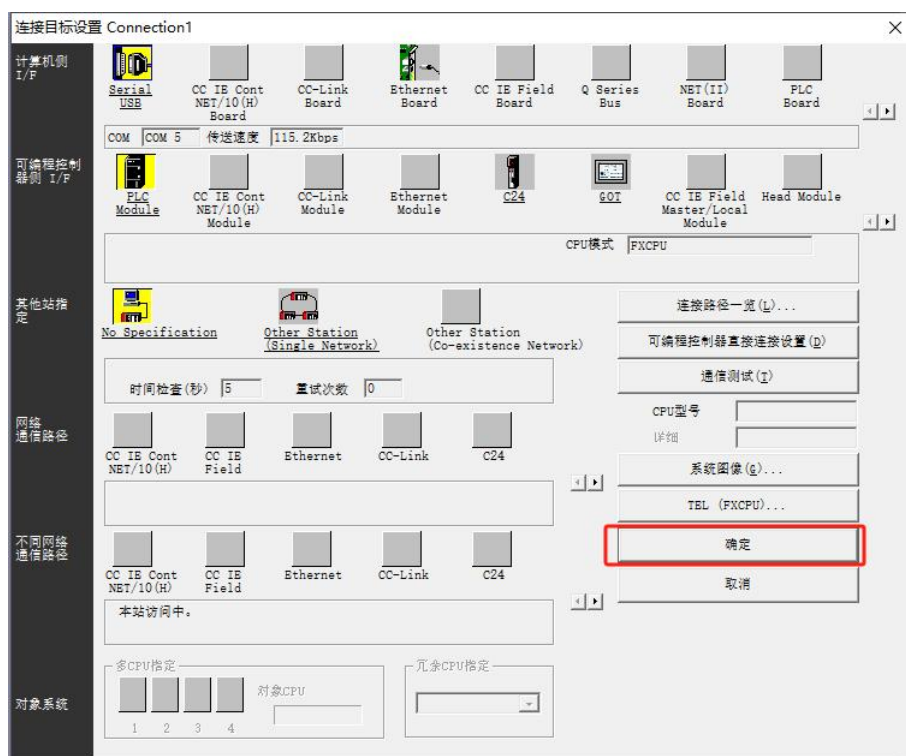 连接目标设置 Connection1
计算机侧
I/F
Serial
USB
CC IE Cont
NET/10(H)
Board
CC-Link
Board
Ethernet
Board
CC IE Field
Board
Q Series
Bus
NET(II)
Board
PLC
Board
COM COM 5 传送速度 115.2Kbps
可编程控制
器侧 I/F
PLC
Module
CC IE Cont
NET/10(H)
Module
CC-Link
Module
Ethernet
Module
C24
GOT
CC IE Field
Master/Local
Module
Head Module
CPU模式 FXCPU
其他站指
定
No Specification
Other Station
(Single Network)
Other Station
(Co-existence Network)
时间检查(秒) 5 重试次数 0
连接路径一览(L)...
可编程控制器直接连接设置(D)
通信测试(T)
CPU型号
详细
系统图像(G)...
TEL (FXCPU)...
确定
取消
网络
通信路径
CC IE Cont
NET/10(H)
CC IE
Field
Ethernet
CC-Link
C24
不同网络
通信路径
CC IE Cont
NET/10(H)
CC IE
Field
Ethernet
CC-Link
C24
本站访问中。
对象系统
多CPU指定
1 2 3 4
对象CPU
冗余CPU指定